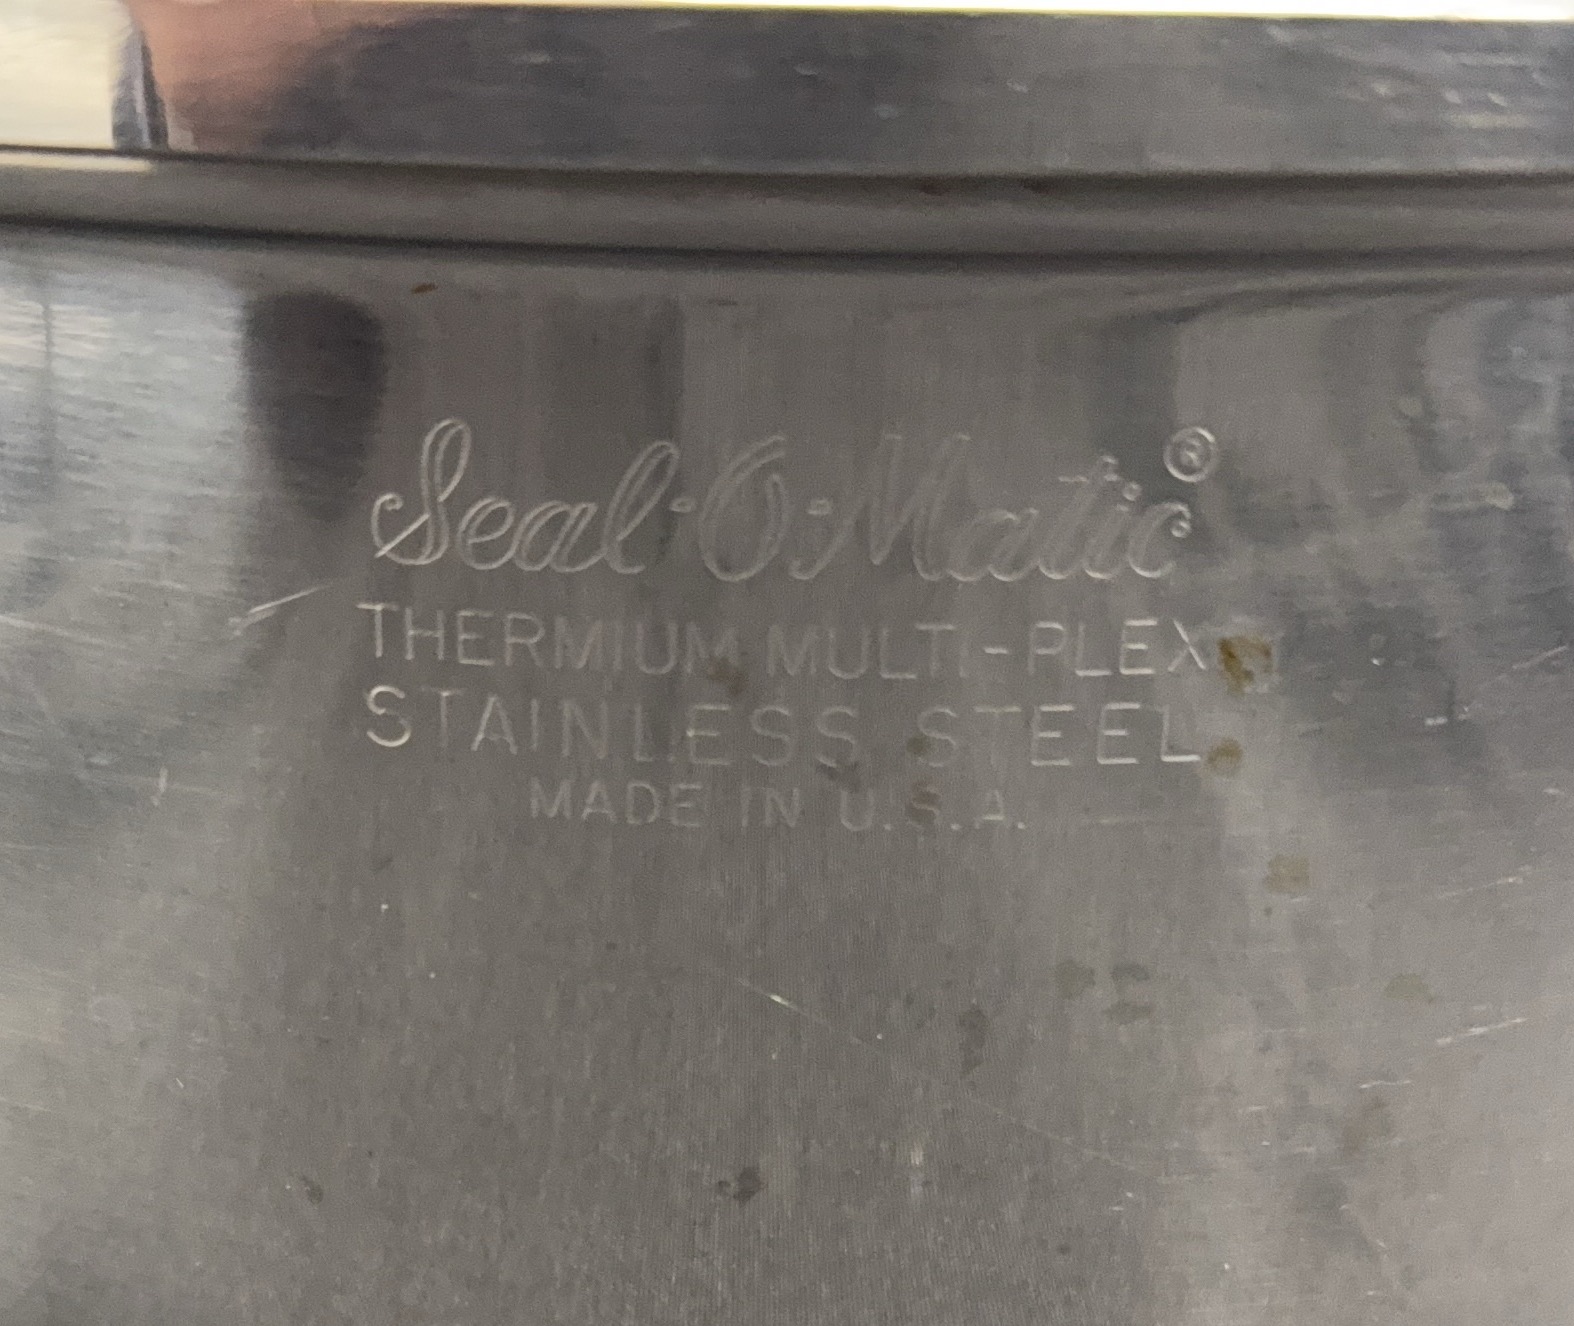 Seal·O·Matic®
THERMIUM MULTI-PLEX
STAINLESS STEEL
MADE IN U.S.A.